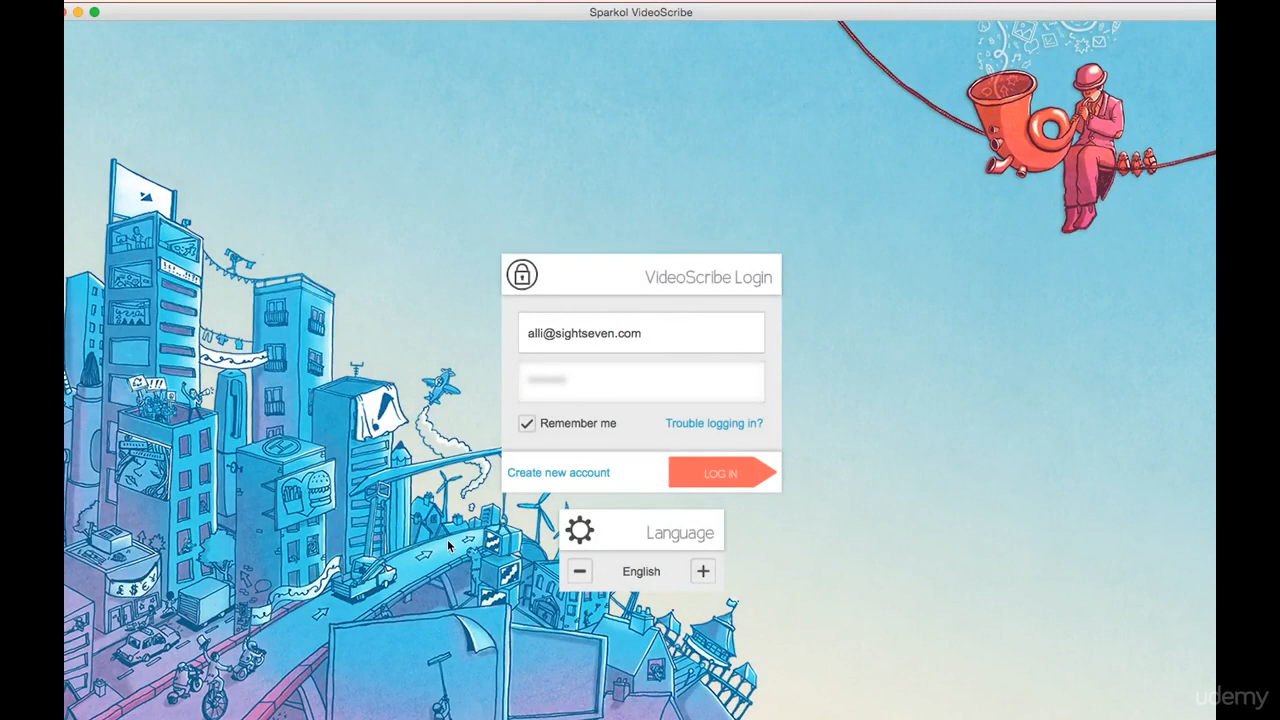 Sparkol VideoScribe
VideoScribe Login
alli@sightseven.com
Remember me
Trouble logging in?
Create new account
LOG IN
Language
English
£$€
udemy